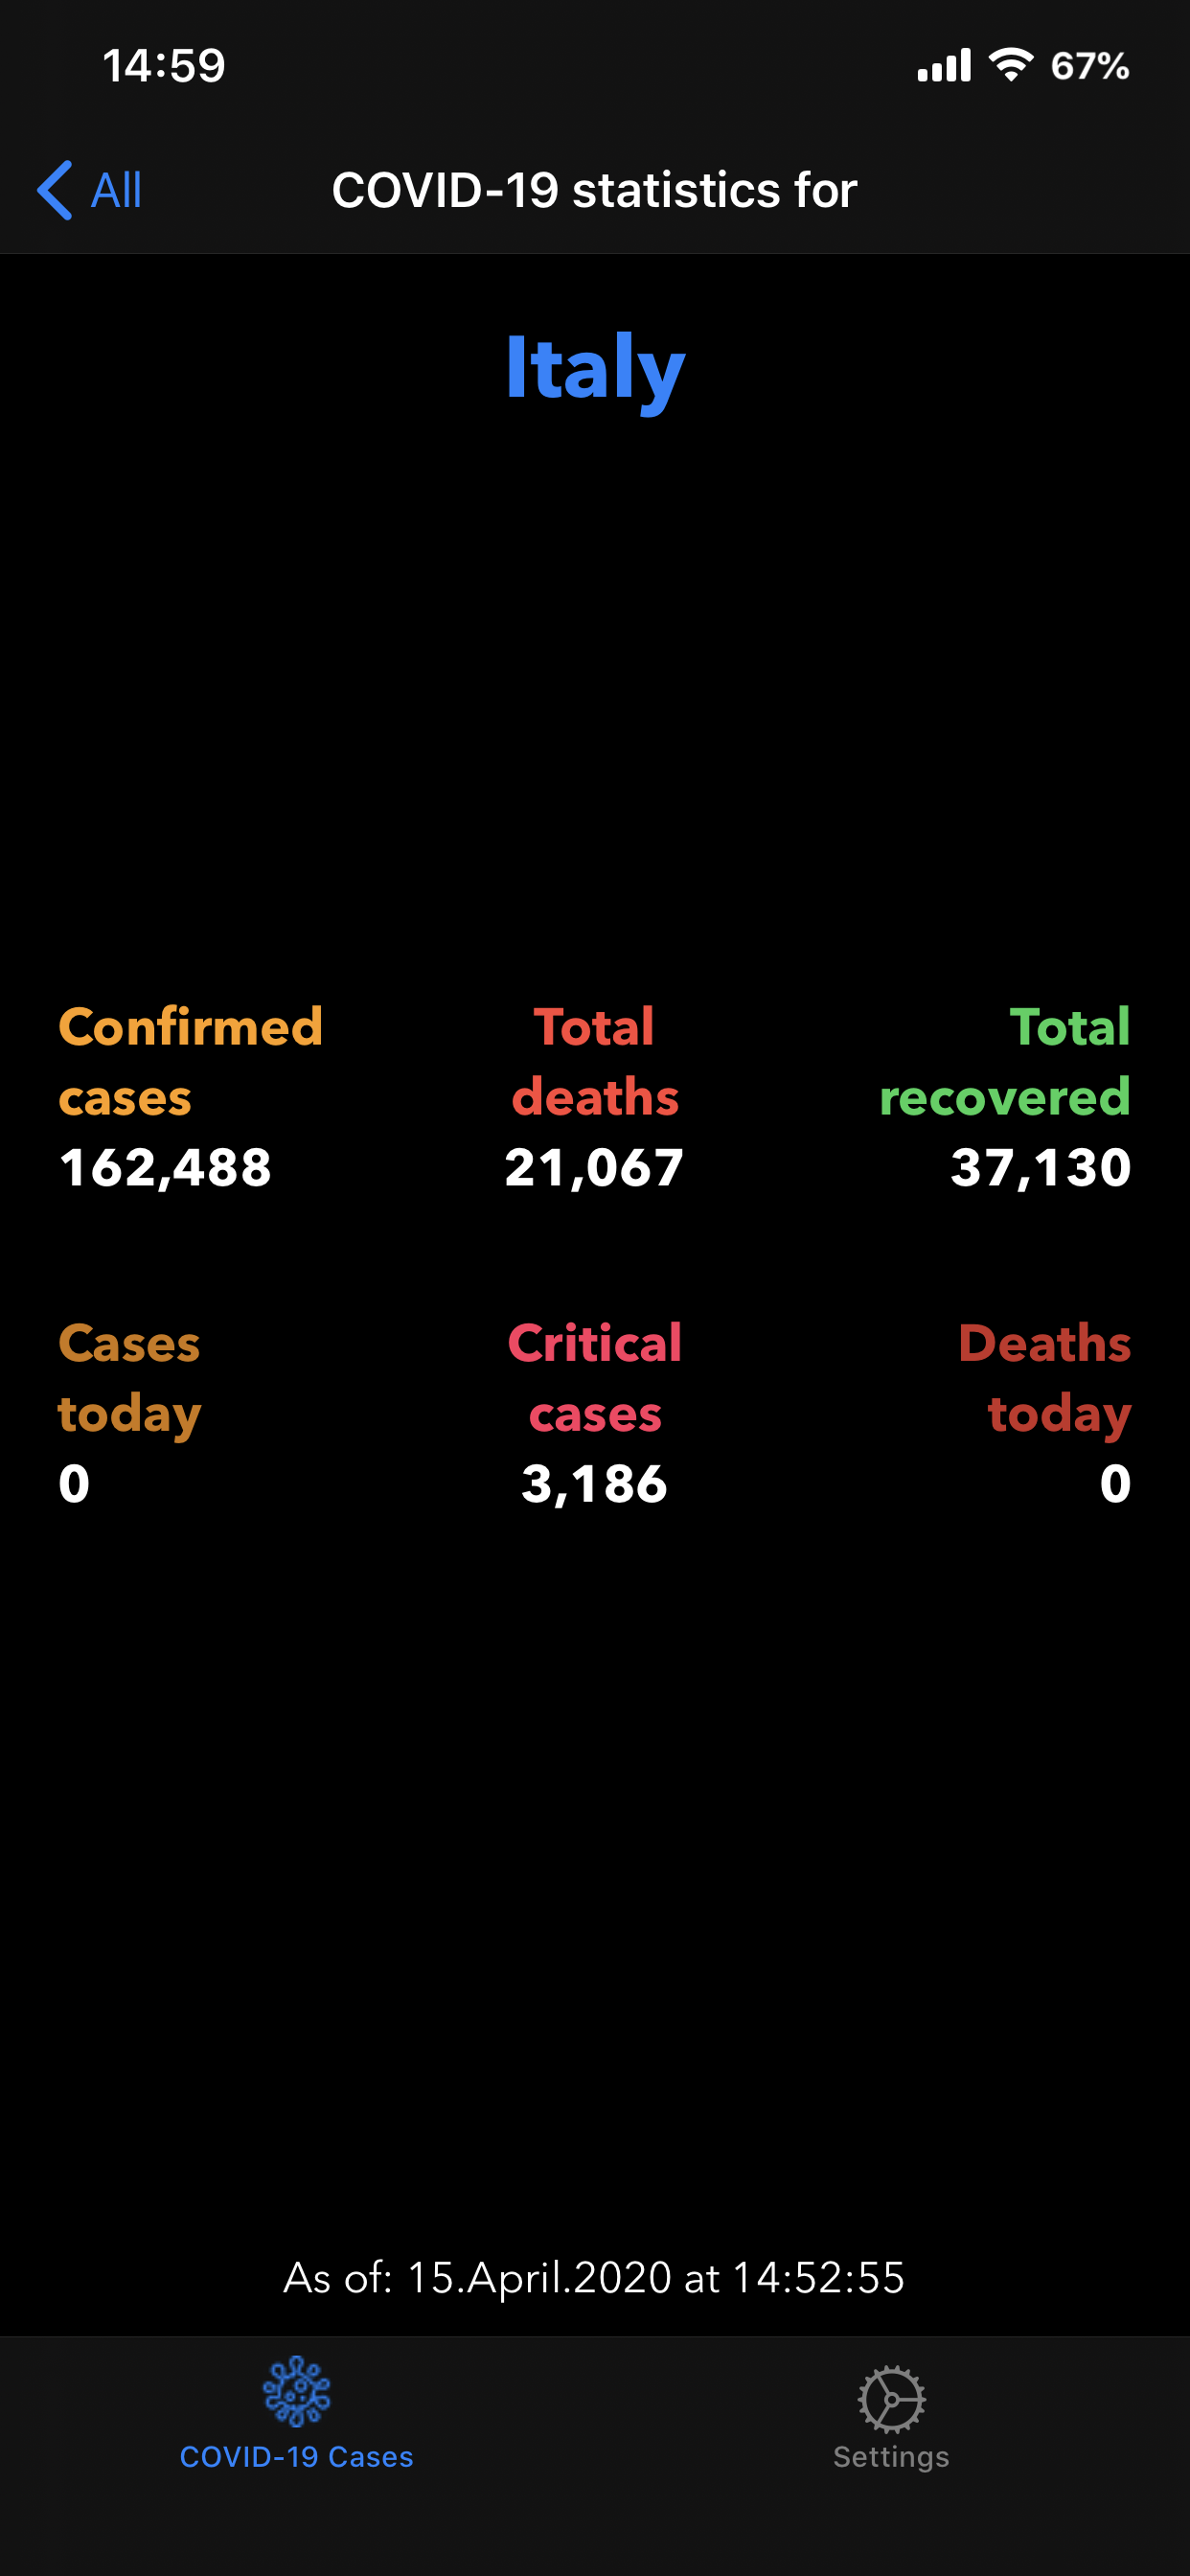 14:59 67%
All COVID-19 statistics for
Italy
Confirmed cases
162,488
Total deaths
21,067
Total recovered
37,130
Cases today
0
Critical cases
3,186
Deaths today
0
As of: 15.April.2020 at 14:52:55
COVID-19 Cases Settings